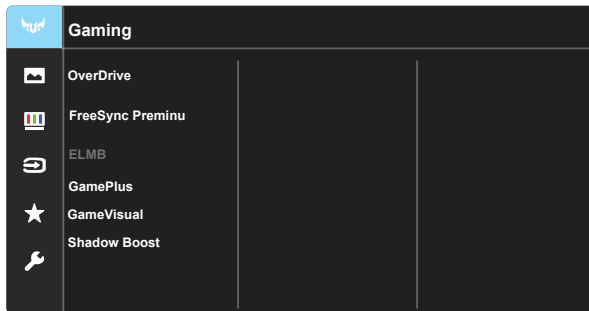 Gaming
OverDrive
FreeSync Preminu
ELMB
GamePlus
GameVisual
Shadow Boost